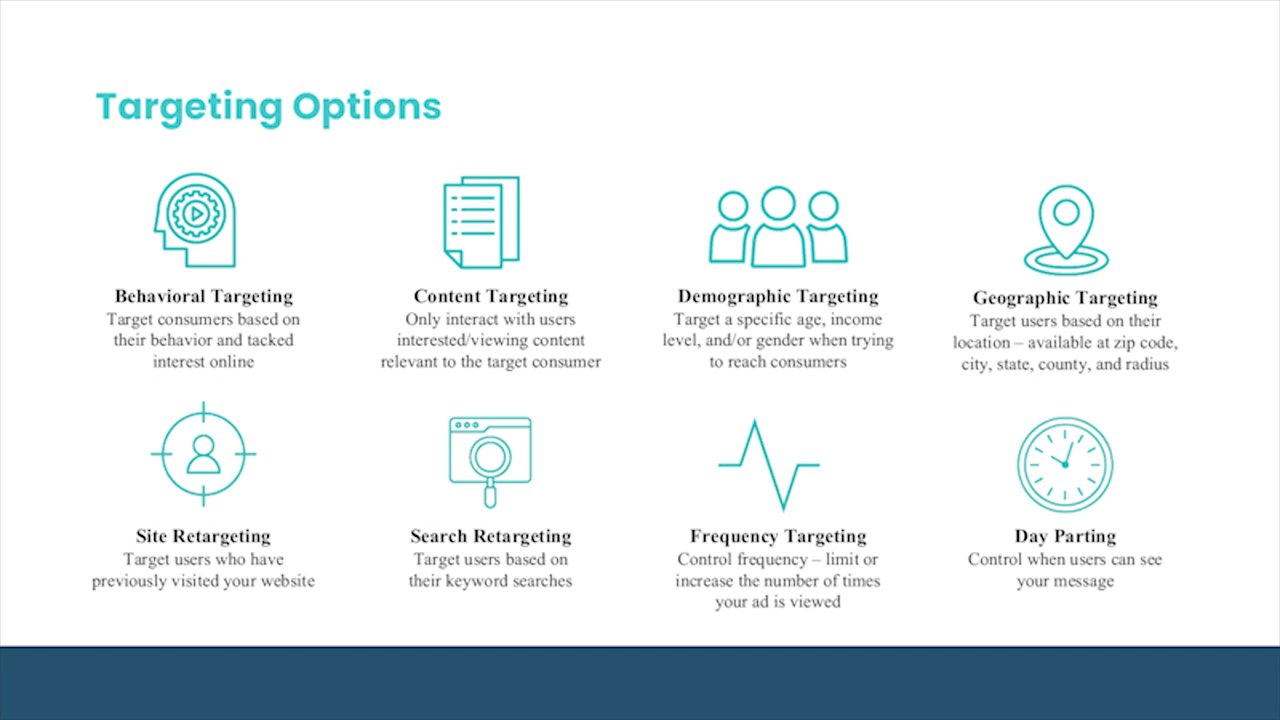 Targeting Options
Behavioral Targeting
Target consumers based on
their behavior and tacked
interest online
Content Targeting
Only interact with users
interested/viewing content
relevant to the target consumer
Demographic Targeting
Target a specific age, income
level, and/or gender when trying
to reach consumers
Geographic Targeting
Target users based on their
location – available at zip code,
city, state, county, and radius
Site Retargeting
Target users who have
previously visited your website
Search Retargeting
Target users based on
their keyword searches
Frequency Targeting
Control frequency – limit or
increase the number of times
your ad is viewed
Day Parting
Control when users can see
your message